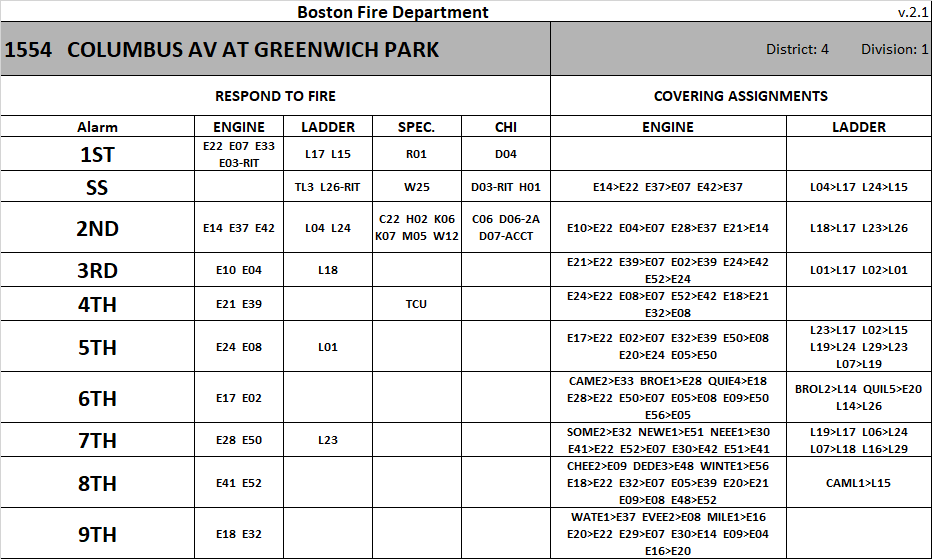 Boston Fire Department
v.2.1
1554 COLUMBUS AV AT GREENWICH PARK
District: 4 Division: 1
RESPOND TO FIRE
COVERING ASSIGNMENTS
Alarm ENGINE LADDER SPEC. CHI ENGINE LADDER
1ST
E22 E07 E33
E03-RIT
L17 L15
R01
D04
SS
TL3 L26-RIT
W25
D03-RIT H01
E14>E22 E37>E07 E42>E37
L04>L17 L24>L15
2ND
E14 E37 E42
L04 L24
C22 H02 K06
K07 M05 W12
C06 D06-2A
D07-ACCT
E10>E22 E04>E07 E28>E37 E21>E14
L18>L17 L23>L26
3RD
E10 E04
L18
E21>E22 E39>E07 E02>E39 E24>E42
E52>E24
L01>L17 L02>L01
4TH
E21 E39
TCU
E24>E22 E08>E07 E52>E42 E18>E21
E32>E08
5TH
E24 E08
L01
E17>E22 E02>E07 E32>E39 E50>E08
E20>E24 E05>E50
L23>L17 L02>L15
L19>L24 L29>L23
L07>L19
6TH
E17 E02
CAME2>E33 BROE1>E28 QUIE4>E18
E28>E22 E50>E07 E05>E08 E09>E50
E56>E05
BROL2>L14 QUIL5>E20
L14>L26
7TH
E28 E50
L23
SOME2>E32 NEWE1>E51 NEEE1>E30
E41>E22 E52>E07 E30>E42 E51>E41
L19>L17 L06>L24
L07>L18 L16>L29
8TH
E41 E52
CHEE2>E09 DEDE3>E48 WINTE1>E56
E18>E22 E32>E07 E05>E39 E20>E21
E09>E08 E48>E52
CAML1>L15
9TH
E18 E32
WATE1>E37 EVEE2>E08 MILE1>E16
E20>E22 E29>E07 E30>E14 E09>E04
E16>E20